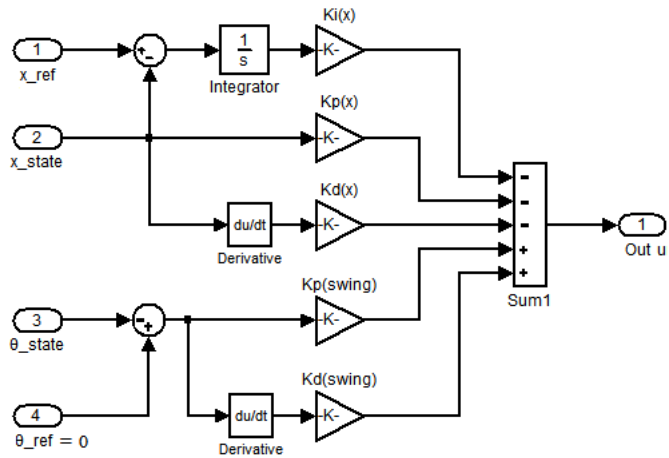 Ki(x)
1
+
-
1
s
-K-
x_ref
Integrator
Kp(x)
2
-K-
x_state
Kd(x)
-
-
du/dt
-K-
-
1
Derivative
+
Out u
Kp(swing)
+
3
-
+
-K-
Sum1
θ_state
Kd(swing)
4
du/dt
-K-
θ_ref = 0
Derivative